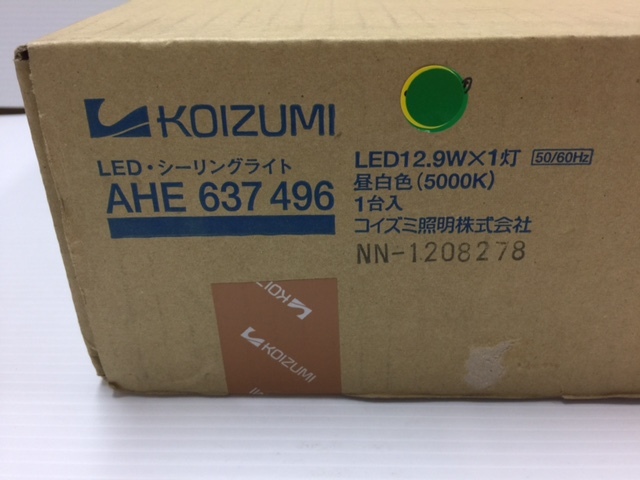 KOIZUMI
LED・シーリングライト
AHE 637 496
LED12.9W×1灯 50/60Hz
昼白色(5000K)
1台入
コイズミ照明株式会社
NN-1208278
KOIZ
KOIZUMI